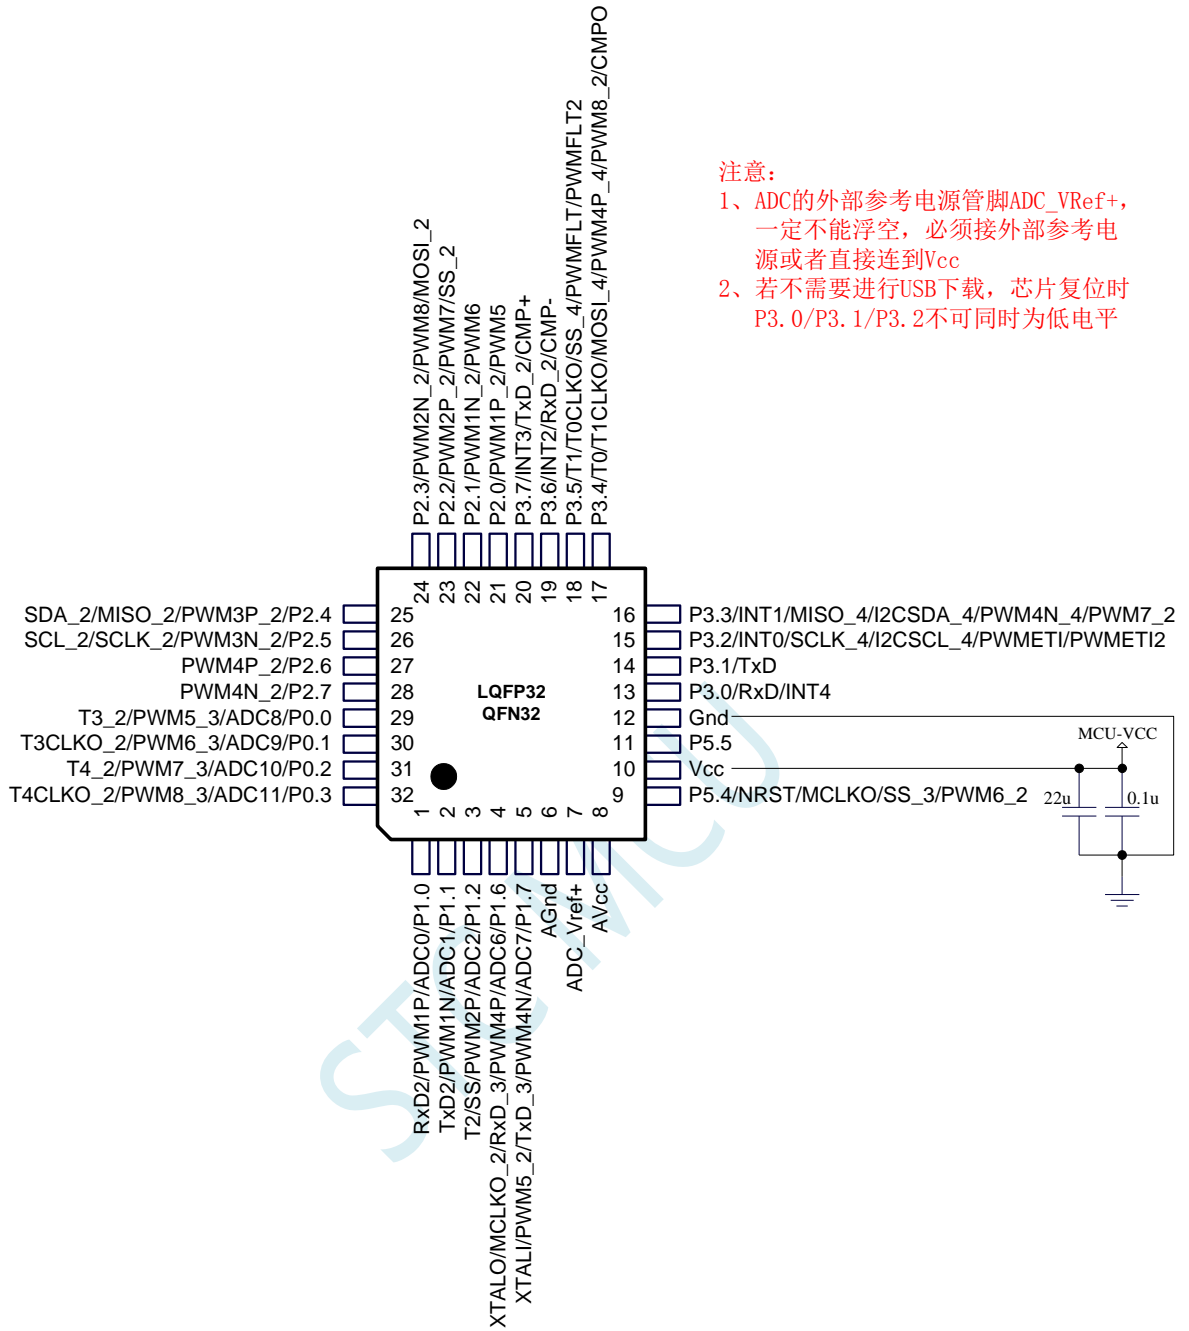 P2.3/PWM2N_2/PWM8/MOSI_2
P2.2/PWM2P_2/PWM7/SS_2
P2.1/PWM1N_2/PWM6
P2.0/PWM1P_2/PWM5
P3.7/INT3/TxD_2/CMP+
P3.6/INT2/RxD_2/CMP-
P3.5/T1/T0CLKO/SS_4/PWMFLT/PWMFLT2
P3.4/T0/T1CLKO/MOSI_4/PWM4P_4/PWM8_2/CMPO
注意：
1、ADC的外部参考电源管脚ADC_VRef+，
一定不能浮空，必须接外部参考电
源或者直接连到Vcc
2、若不需要进行USB下载，芯片复位时
P3.0/P3.1/P3.2不可同时为低电平
24 23 22 21 20 19 18 17
SDA_2/MISO_2/PWM3P_2/P2.4 25
SCL_2/SCLK_2/PWM3N_2/P2.5 26
PWM4P_2/P2.6 27
PWM4N_2/P2.7 28
T3_2/PWM5_3/ADC8/P0.0 29
T3CLKO_2/PWM6_3/ADC9/P0.1 30
T4_2/PWM7_3/ADC10/P0.2 31
T4CLKO_2/PWM8_3/ADC11/P0.3 32
LQFP32
QFN32
16 P3.3/INT1/MISO_4/I2CSDA_4/PWM4N_4/PWM7_2
15 P3.2/INT0/SCLK_4/I2CSCL_4/PWMETI/PWMETI2
14 P3.1/TxD
13 P3.0/RxD/INT4
12 Gnd
11 P5.5
10 Vcc
9 P5.4/NRST/MCLKO/SS_3/PWM6_2
MCU-VCC
22u
0.1u
1 2 3 4 5 6 7 8
RxD2/PWM1P/ADC0/P1.0
TxD2/PWM1N/ADC1/P1.1
T2/SS/PWM2P/ADC2/P1.2
XTALO/MCLKO_2/RxD_3/PWM4P/ADC6/P1.6
XTALI/PWM5_2/TxD_3/PWM4N/ADC7/P1.7
AGnd
ADC_Vref+
AVcc
STC MCU